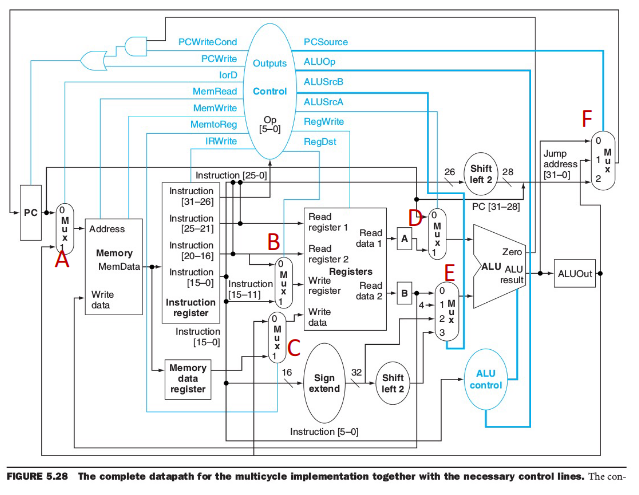 PCWriteCond
PCWrite
IorD
MemRead
MemWrite
MemtoReg
IRWrite
Outputs
Control
Op
[5–0]
PCSource
ALUOp
ALUSrcB
ALUSrcA
RegWrite
RegDst
F
0
1
2
M
u
x
Jump
address
[31–0]
Instruction [25-0]
26
Shift
left 2
28
PC [31–28]
PC
0
M
u
x
1
A
Address
Memory
MemData
Write
data
Instruction
[31–26]
Instruction
[25–21]
Instruction
[20–16]
Instruction
[15–0]
Instruction
register
Instruction
[15–0]
B
0
M
u
x
1
Instruction
[15–11]
C
0
M
u
x
1
Read
register 1
Read
register 2
Registers
Write
register
Write
data
Read
data 1
Read
data 2
A
B
D
0
M
u
x
1
E
4
0
1
2
3
M
u
x
Zero
ALU
ALU
result
ALUOut
Memory
data
register
16
Sign
extend
32
Shift
left 2
ALU
control
Instruction [5–0]
FIGURE 5.28 The complete datapath for the multicycle implementation together with the necessary control lines. The con-